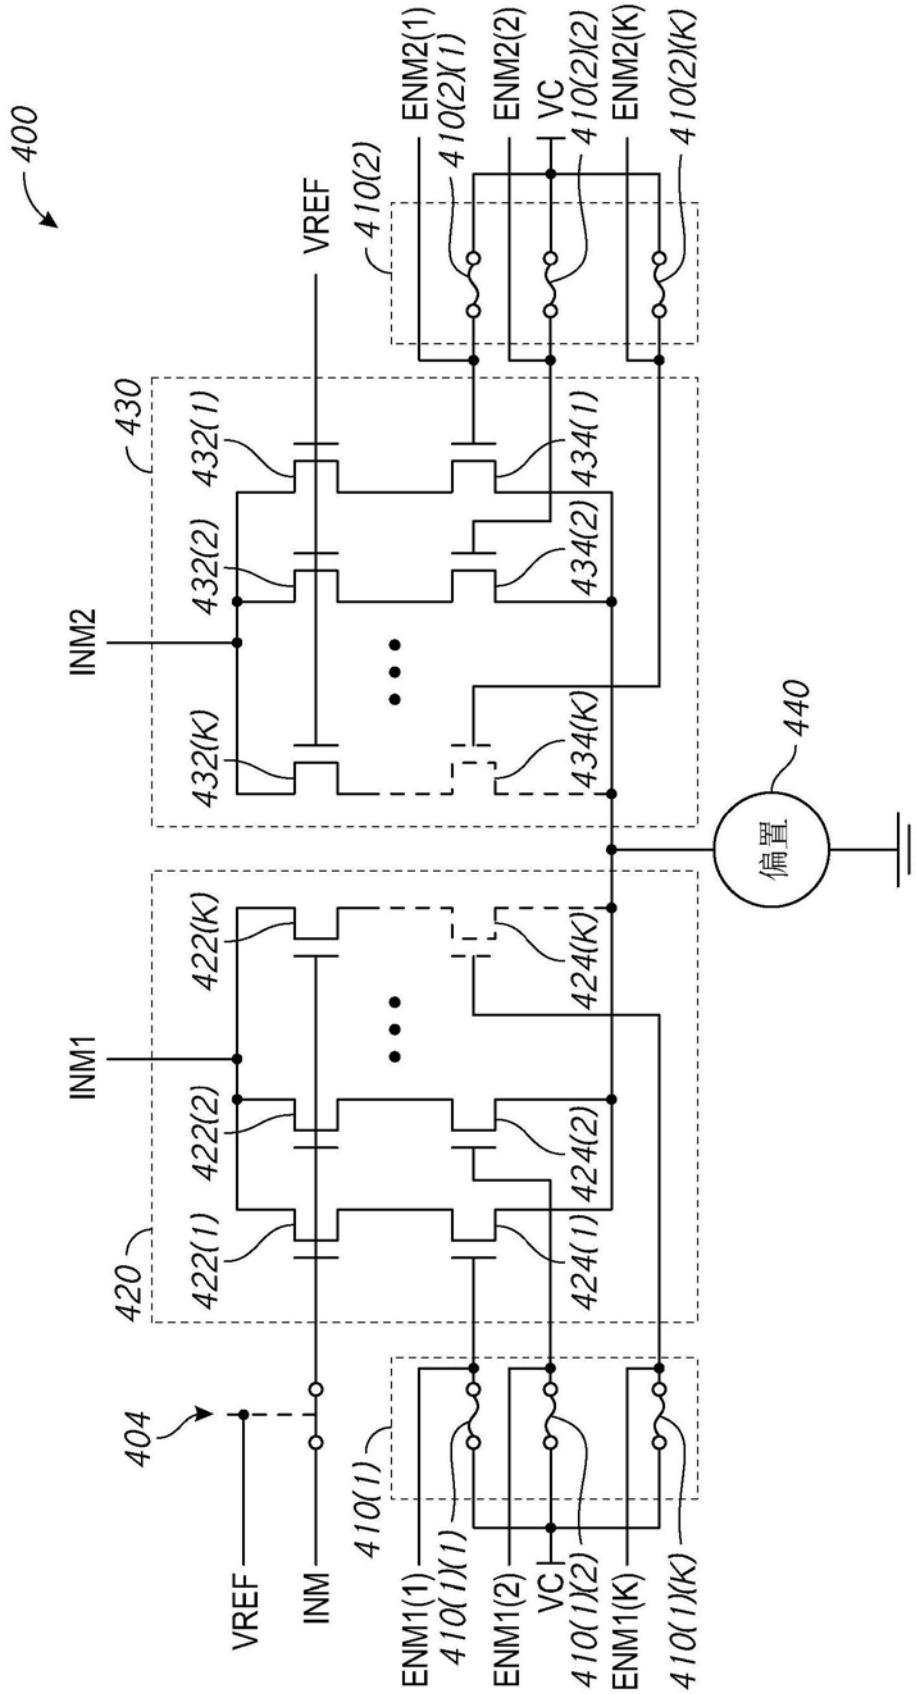 400
INM1
INM2
420
430
422(1)
422(2)
422(K)
432(K)
432(2)
432(1)
404
VREF
INM
VREF
410(1)
410(2)
424(1)
424(2)
424(K)
434(K)
434(2)
434(1)
ENM1(1)
410(1)(1)
ENM1(2)
VC
410(1)(2)
ENM1(K)
410(1)(K)
ENM2(1)
410(2)(1)
ENM2(2)
VC
410(2)(2)
ENM2(K)
410(2)(K)
偏置
440